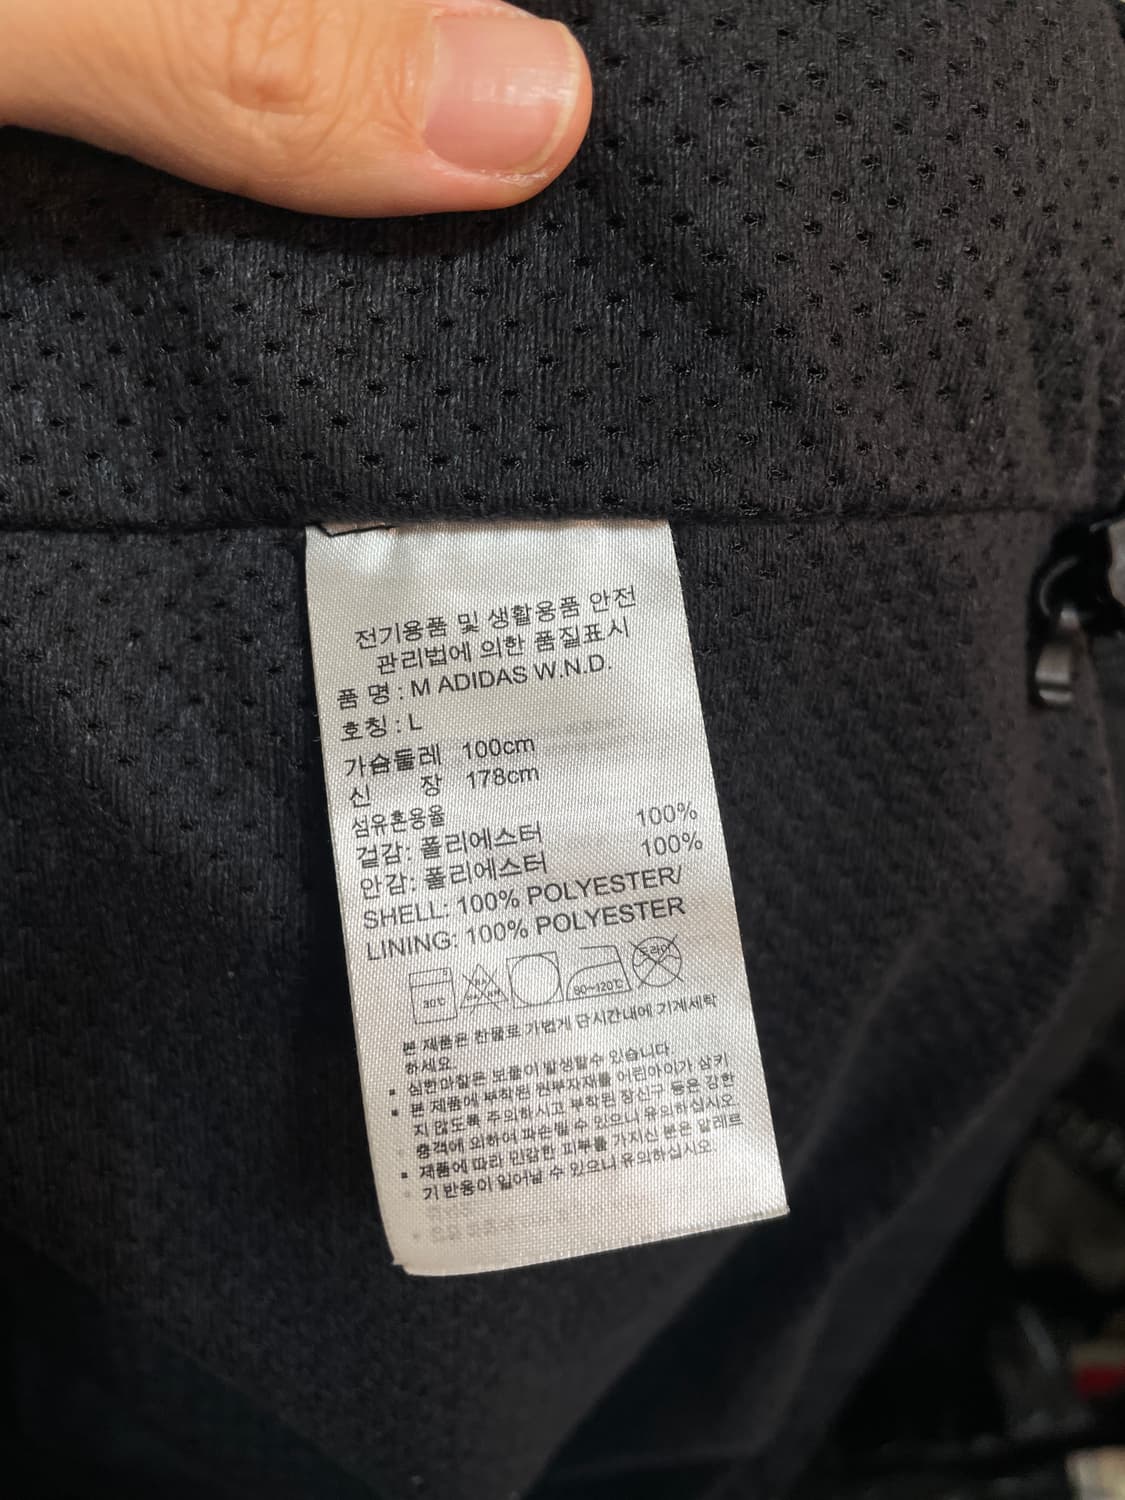 전기용품 및 생활용품 안전
관리법에 의한 품질표시
품 명 : M ADIDAS W.N.D.
호칭 : L
가슴둘레 100cm
신 장 178cm
섬유혼용율
겉감: 폴리에스터 100%
안감: 폴리에스터 100%
SHELL: 100% POLYESTER/
LINING: 100% POLYESTER
30℃ 80~120℃ 드라이
본 제품은 찬물로 가볍게 단시간내에 기계세탁
하세요.
▪ 심한마찰은 보풀이 발생할수 있습니다.
▪ 본 제품에 부착된 원부자재를 어린아이가 삼키
지 않도록 주의하시고 부착된 장신구 등은 강한
충격에 의하여 파손될 수 있으니 유의하십시오.
▪ 제품에 따라 민감한 피부를 가지신 분은 알레르
기 반응이 일어날 수 있으니 유의하십시오.